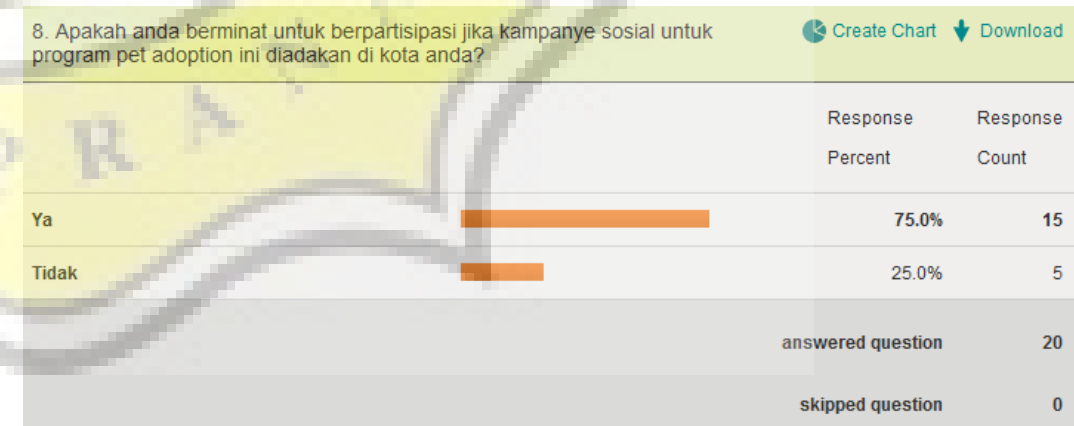 8. Apakah anda berminat untuk berpartisipasi jika kampanye sosial untuk
program pet adoption ini diadakan di kota anda?
Create Chart Download
Response Percent Response Count
Ya 75.0% 15
Tidak 25.0% 5
answered question 20
skipped question 0
R A